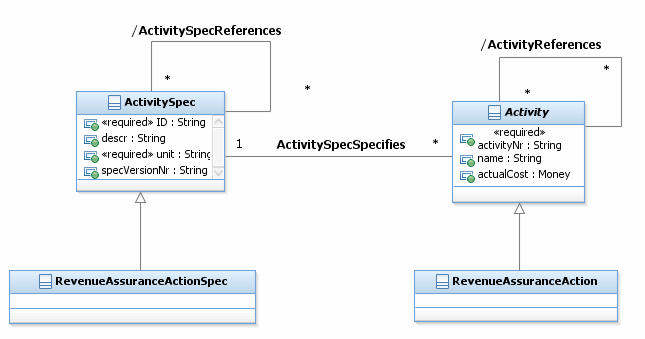 /ActivitySpecReferences
/ActivityReferences
*
*
*
*
ActivitySpec
Activity
«required» ID : String
descr : String
«required» unit : String
specVersionNr : String
1
ActivitySpecSpecifies
*
«required»
activityNr : String
name : String
actualCost : Money
RevenueAssuranceActionSpec
RevenueAssuranceAction